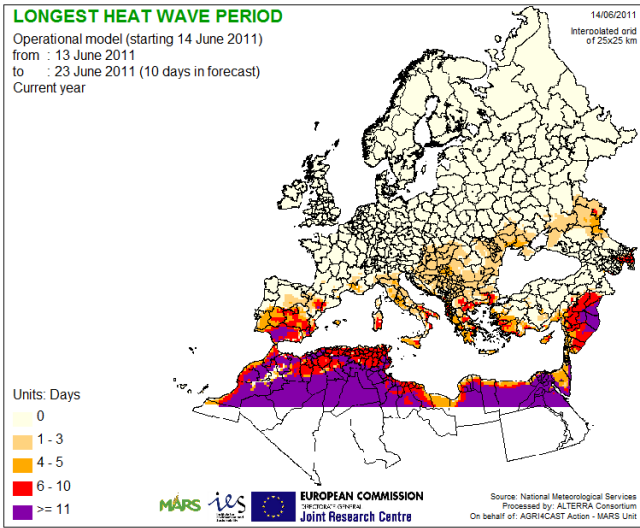 LONGEST HEAT WAVE PERIOD
Operational model (starting 14 June 2011)
from : 13 June 2011
to : 23 June 2011 (10 days in forecast)
Current year
14/06/2011
Interpolated grid
of 25x25 km
Units: Days
0
1 - 3
4 - 5
6 - 10
>= 11
MARS
ies
EUROPEAN COMMISSION
DIRECTORATE GENERAL
Joint Research Centre
Source: National Meteorological Services
Processed by: ALTERRA Consortium
On behalf of: AGRI4CAST Action - MARS Unit